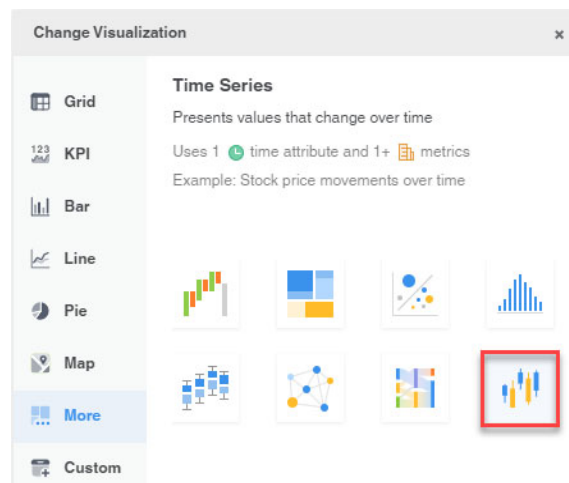 Change Visualization
×
Grid
123
KPI
Bar
Line
Pie
Map
More
Custom
Time Series
Presents values that change over time
Uses 1 time attribute and 1+ metrics
Example: Stock price movements over time